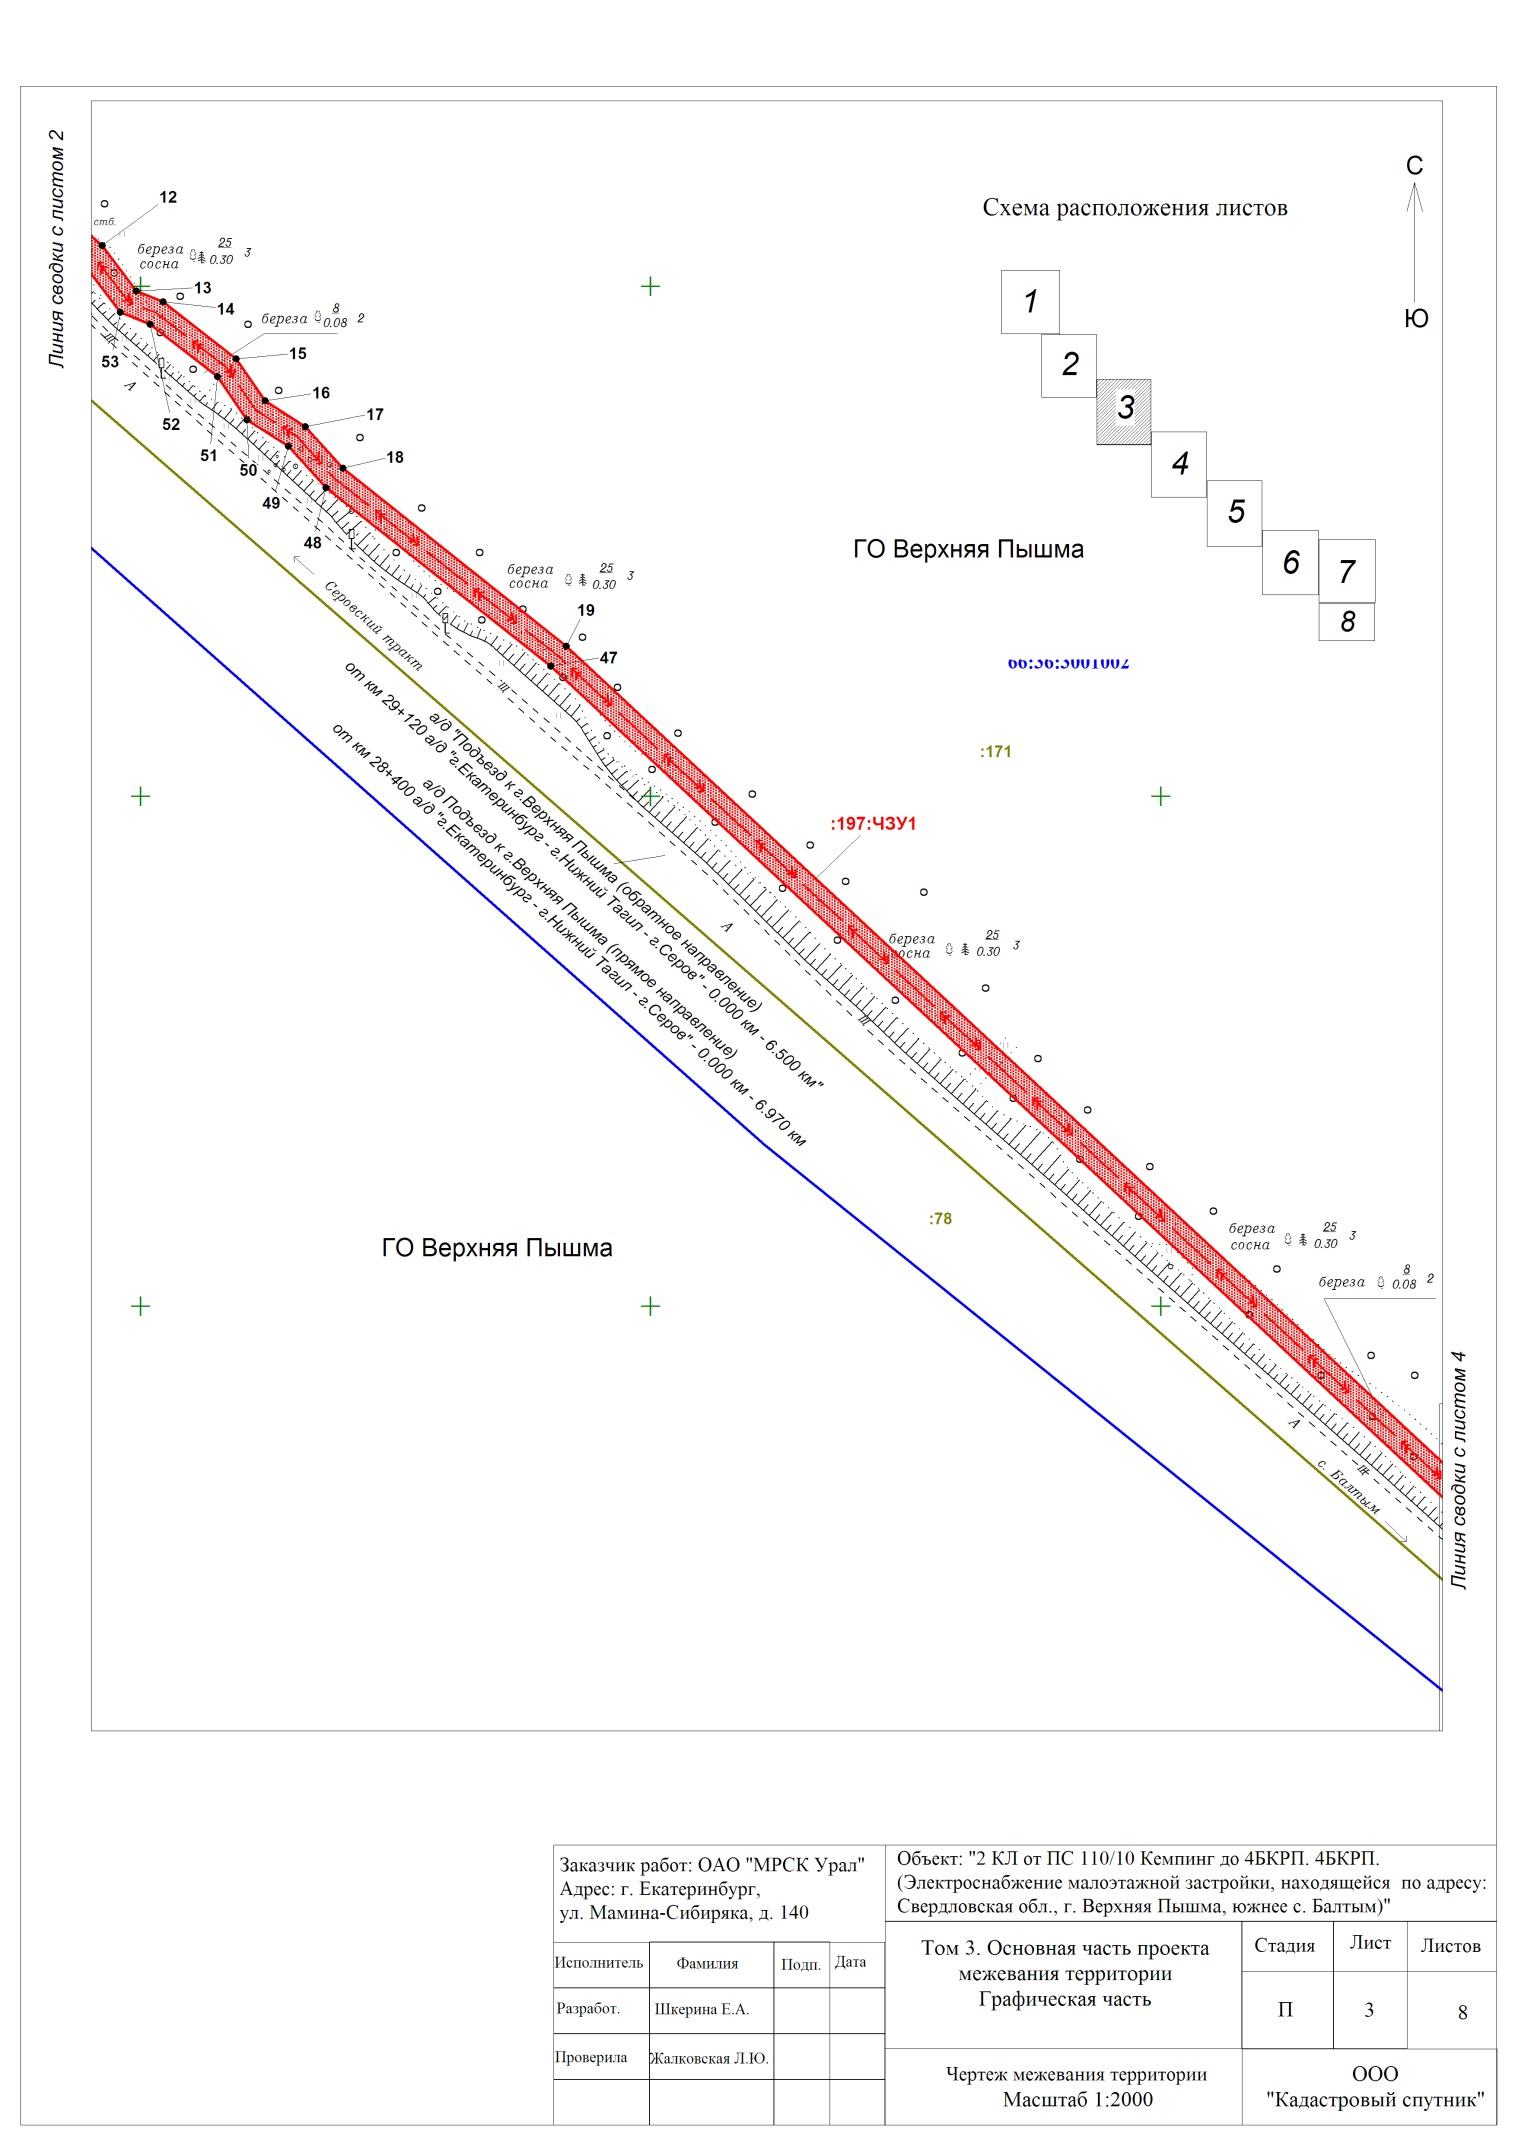 Линия сводки с листом 2
С
Ю
Схема расположения листов
1
2
3
4
5
6
7
8
12
стб.
береза
сосна
25
0.30
3
13
14
береза
8
0.08
2
15
16
17
18
53
52
51
50
49
48
А
Серовский тракт
береза
сосна
25
0.30
3
19
47
ГО Верхняя Пышма
66:36:3001002
:171
:197:ЧЗУ1
а/д "Подъезд к г.Верхняя Пышма (обратное направление)
от км 29+120 а/д "г.Екатеринбург - г.Нижний Тагил - г.Серов" - 0.000 км - 6.500 км"
а/д Подъезд к г.Верхняя Пышма (прямое направление)
от км 28+400 а/д "г.Екатеринбург - г.Нижний Тагил - г.Серов" - 0.000 км - 6.970 км
А
береза
сосна
25
0.30
3
:78
ГО Верхняя Пышма
береза
сосна
25
0.30
3
береза
8
0.08
2
А
с. Балтым
Линия сводки с листом 4
Заказчик работ: ОАО "МРСК Урал"
Адрес: г. Екатеринбург,
ул. Мамина-Сибиряка, д. 140
Объект: "2 КЛ от ПС 110/10 Кемпинг до 4БКРП. 4БКРП.
(Электроснабжение малоэтажной застройки, находящейся по адресу:
Свердловская обл., г. Верхняя Пышма, южнее с. Балтым)"
Исполнитель Фамилия Подп. Дата
Разработ. Шкерина Е.А.
Проверила Жалковская Л.Ю.
Том 3. Основная часть проекта
межевания территории
Графическая часть
Стадия Лист Листов
П 3 8
Чертеж межевания территории
Масштаб 1:2000
ООО
"Кадастровый спутник"